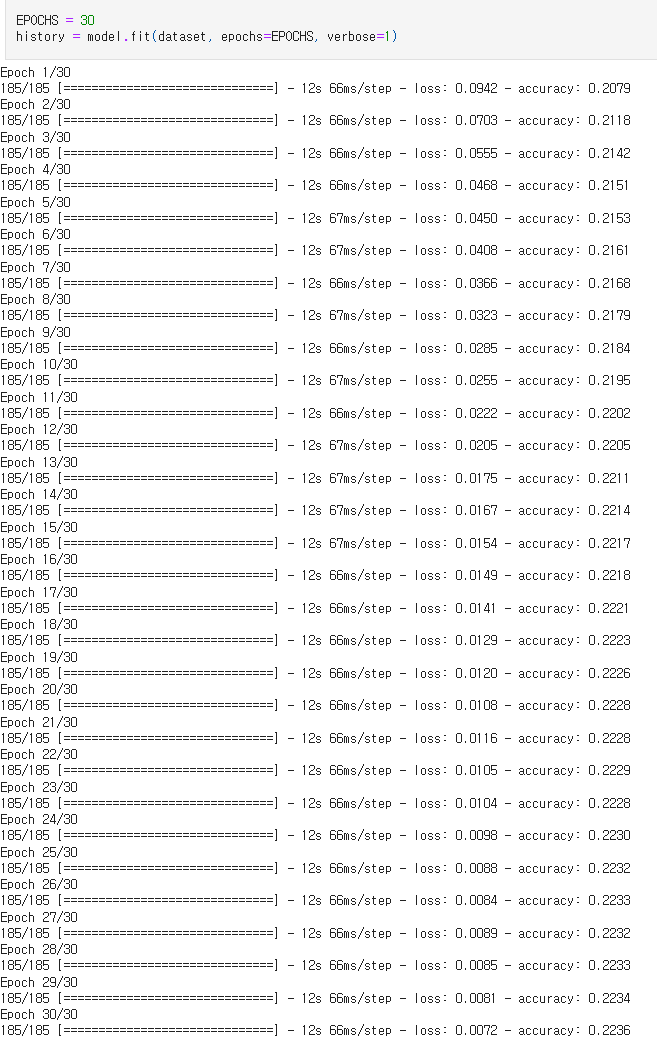 EPOCHS = 30
history = model.fit(dataset, epochs=EPOCHS, verbose=1)
Epoch 1/30
185/185 [==============================] - 12s 66ms/step - loss: 0.0942 - accuracy: 0.2079
Epoch 2/30
185/185 [==============================] - 12s 66ms/step - loss: 0.0703 - accuracy: 0.2118
Epoch 3/30
185/185 [==============================] - 12s 66ms/step - loss: 0.0555 - accuracy: 0.2142
Epoch 4/30
185/185 [==============================] - 12s 66ms/step - loss: 0.0468 - accuracy: 0.2151
Epoch 5/30
185/185 [==============================] - 12s 67ms/step - loss: 0.0450 - accuracy: 0.2153
Epoch 6/30
185/185 [==============================] - 12s 67ms/step - loss: 0.0408 - accuracy: 0.2161
Epoch 7/30
185/185 [==============================] - 12s 66ms/step - loss: 0.0366 - accuracy: 0.2168
Epoch 8/30
185/185 [==============================] - 12s 67ms/step - loss: 0.0323 - accuracy: 0.2179
Epoch 9/30
185/185 [==============================] - 12s 66ms/step - loss: 0.0285 - accuracy: 0.2184
Epoch 10/30
185/185 [==============================] - 12s 67ms/step - loss: 0.0255 - accuracy: 0.2195
Epoch 11/30
185/185 [==============================] - 12s 66ms/step - loss: 0.0222 - accuracy: 0.2202
Epoch 12/30
185/185 [==============================] - 12s 67ms/step - loss: 0.0205 - accuracy: 0.2205
Epoch 13/30
185/185 [==============================] - 12s 67ms/step - loss: 0.0175 - accuracy: 0.2211
Epoch 14/30
185/185 [==============================] - 12s 67ms/step - loss: 0.0167 - accuracy: 0.2214
Epoch 15/30
185/185 [==============================] - 12s 67ms/step - loss: 0.0154 - accuracy: 0.2217
Epoch 16/30
185/185 [==============================] - 12s 66ms/step - loss: 0.0149 - accuracy: 0.2218
Epoch 17/30
185/185 [==============================] - 12s 66ms/step - loss: 0.0141 - accuracy: 0.2221
Epoch 18/30
185/185 [==============================] - 12s 66ms/step - loss: 0.0129 - accuracy: 0.2223
Epoch 19/30
185/185 [==============================] - 12s 66ms/step - loss: 0.0120 - accuracy: 0.2226
Epoch 20/30
185/185 [==============================] - 12s 66ms/step - loss: 0.0108 - accuracy: 0.2228
Epoch 21/30
185/185 [==============================] - 12s 66ms/step - loss: 0.0116 - accuracy: 0.2228
Epoch 22/30
185/185 [==============================] - 12s 66ms/step - loss: 0.0105 - accuracy: 0.2229
Epoch 23/30
185/185 [==============================] - 12s 66ms/step - loss: 0.0104 - accuracy: 0.2228
Epoch 24/30
185/185 [==============================] - 12s 66ms/step - loss: 0.0098 - accuracy: 0.2230
Epoch 25/30
185/185 [==============================] - 12s 66ms/step - loss: 0.0088 - accuracy: 0.2232
Epoch 26/30
185/185 [==============================] - 12s 66ms/step - loss: 0.0084 - accuracy: 0.2233
Epoch 27/30
185/185 [==============================] - 12s 66ms/step - loss: 0.0089 - accuracy: 0.2232
Epoch 28/30
185/185 [==============================] - 12s 66ms/step - loss: 0.0085 - accuracy: 0.2233
Epoch 29/30
185/185 [==============================] - 12s 66ms/step - loss: 0.0081 - accuracy: 0.2234
Epoch 30/30
185/185 [==============================] - 12s 66ms/step - loss: 0.0072 - accuracy: 0.2236